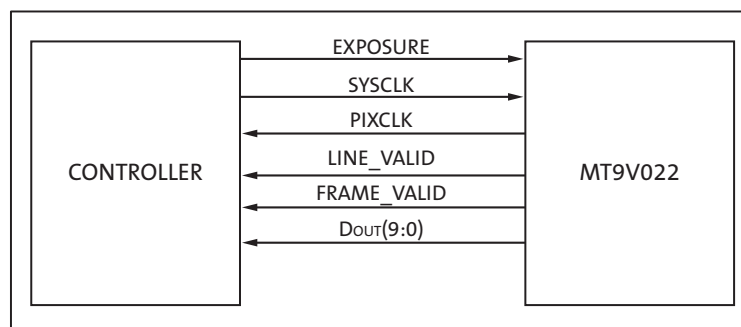 EXPOSURE
SYSCLK
PIXCLK
LINE_VALID
CONTROLLER
MT9V022
FRAME_VALID
DOUT(9:0)